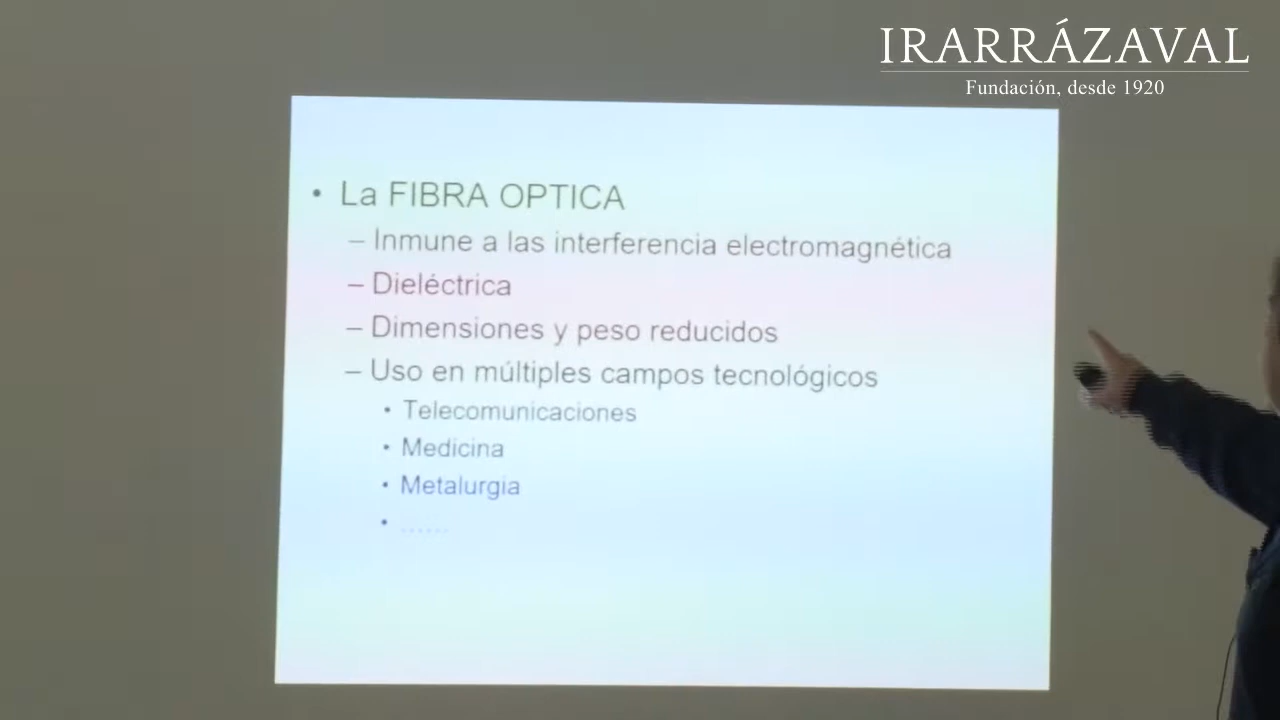 IRARRÁZAVAL
Fundación, desde 1920
• La FIBRA OPTICA
– Inmune a las interferencia electromagnética
– Dieléctrica
– Dimensiones y peso reducidos
– Uso en múltiples campos tecnológicos
• Telecomunicaciones
• Medicina
• Metalurgia
• ......